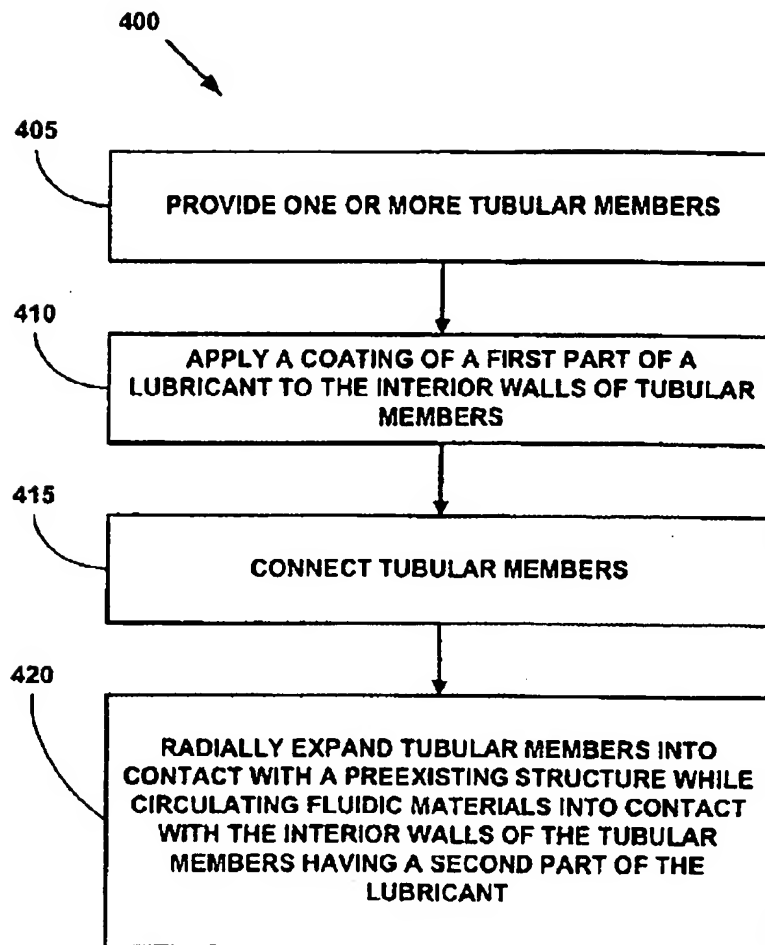 400
405
PROVIDE ONE OR MORE TUBULAR MEMBERS
410
APPLY A COATING OF A FIRST PART OF A
LUBRICANT TO THE INTERIOR WALLS OF TUBULAR
MEMBERS
415
CONNECT TUBULAR MEMBERS
420
RADIALLY EXPAND TUBULAR MEMBERS INTO
CONTACT WITH A PREEXISTING STRUCTURE WHILE
CIRCULATING FLUIDIC MATERIALS INTO CONTACT
WITH THE INTERIOR WALLS OF THE TUBULAR
MEMBERS HAVING A SECOND PART OF THE
LUBRICANT